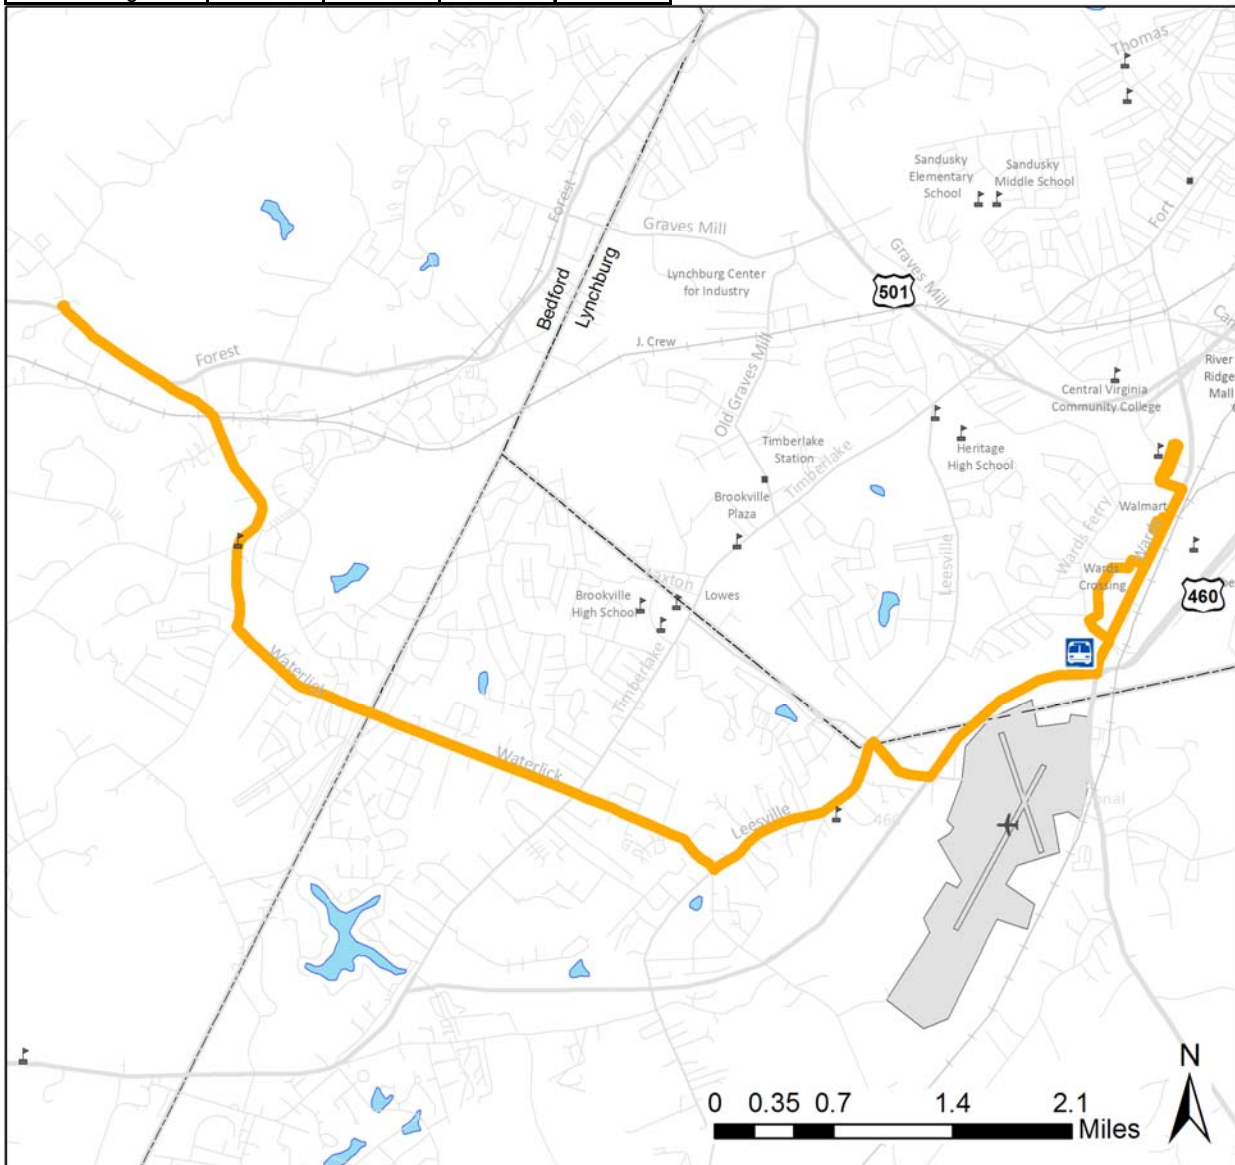 Thomas
Sandusky
Elementary
School
Sandusky
Middle School
Fort
Forest
Graves Mill
Bedford
Lynchburg
Lynchburg Center
for Industry
Graves Mill
501
J. Crew
Forest
Old Graves Mill
River
Ridge
Mall
Central Virginia
Community College
Timberlake
Station
Timberlake
Heritage
High School
Brookville
Plaza
Walmart
Wards Ferry
Wards
Leesville
Wards
Crossing
460
Brookville
High School
Lowes
Timberlake
Waterlick
Waterlick
Leesville
460
N
0 0.35 0.7 1.4 2.1
Miles